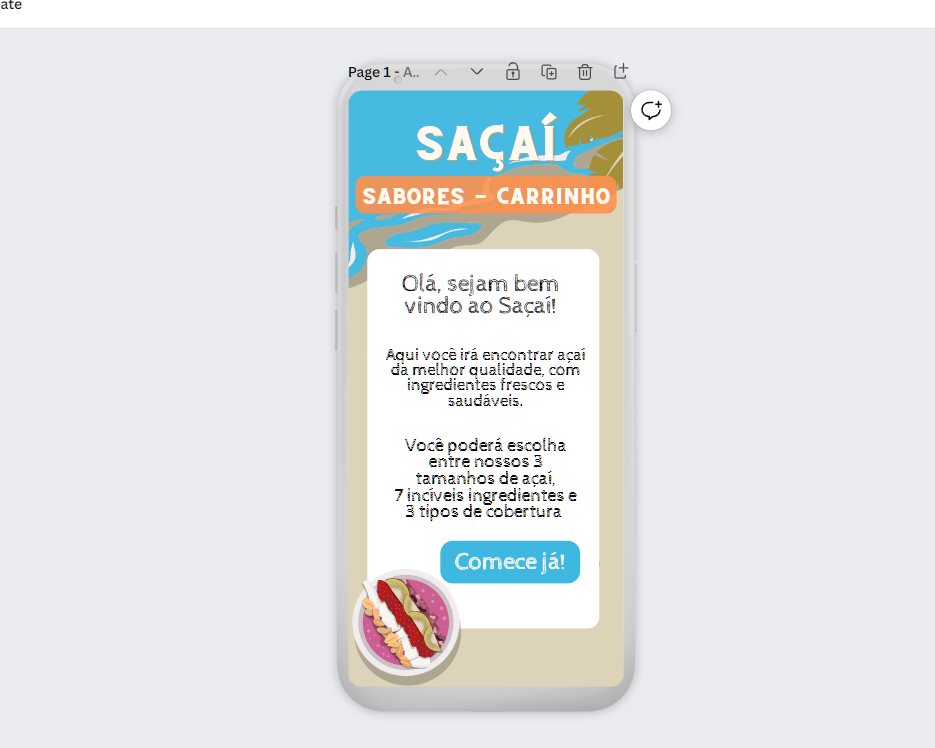 ate
Page 1 - A..
SAÇAÍ
SABORES - CARRINHO
Olá, sejam bem
vindo ao Saçaí!
Aqui você irá encontrar açaí
da melhor qualidade, com
ingredientes frescos e
saudáveis.
Você poderá escolha
entre nossos 3
tamanhos de açaí,
7 incíveis ingredientes e
3 tipos de cobertura
Comece já!